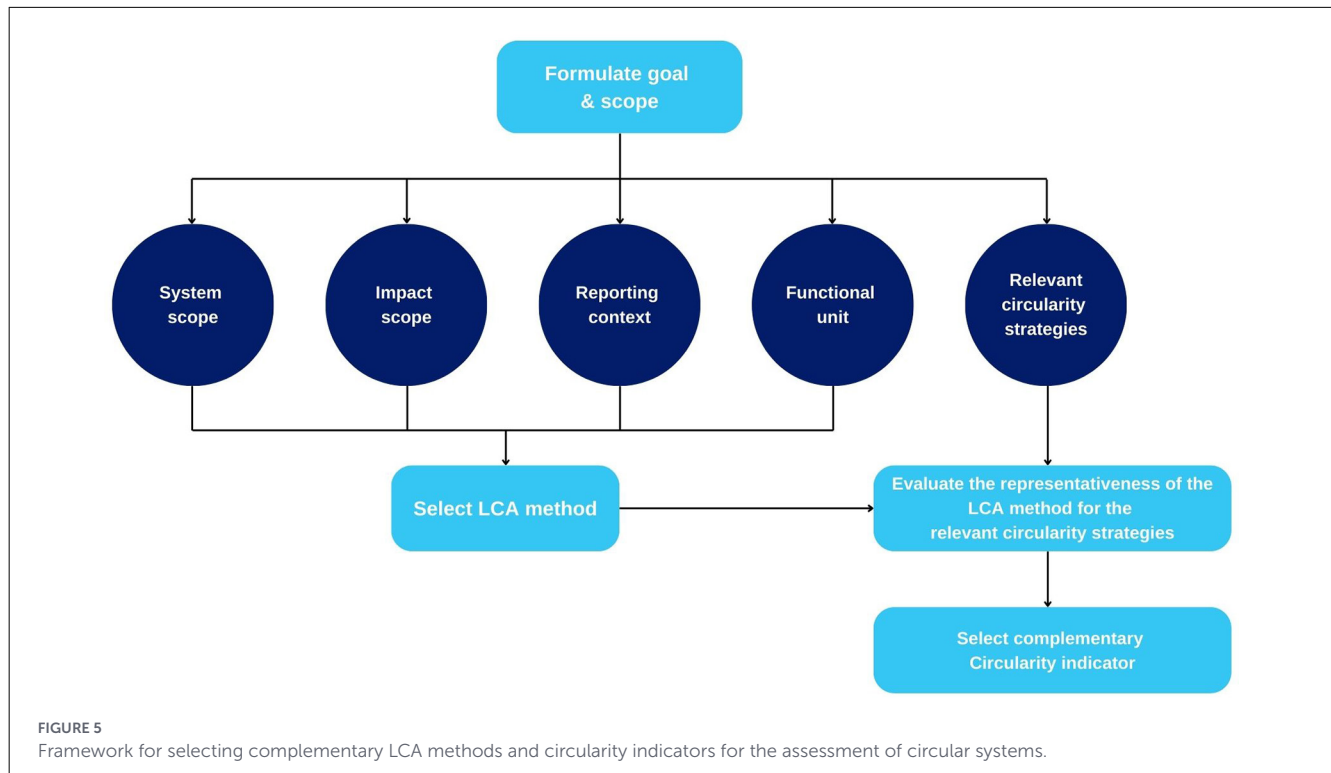 Formulate goal
& scope
System
scope
Impact
scope
Reporting
context
Functional
unit
Relevant
circularity
strategies
Select LCA method
Evaluate the representativeness of the
LCA method for the
relevant circularity strategies
Select complementary
Circularity indicator
FIGURE 5
Framework for selecting complementary LCA methods and circularity indicators for the assessment of circular systems.